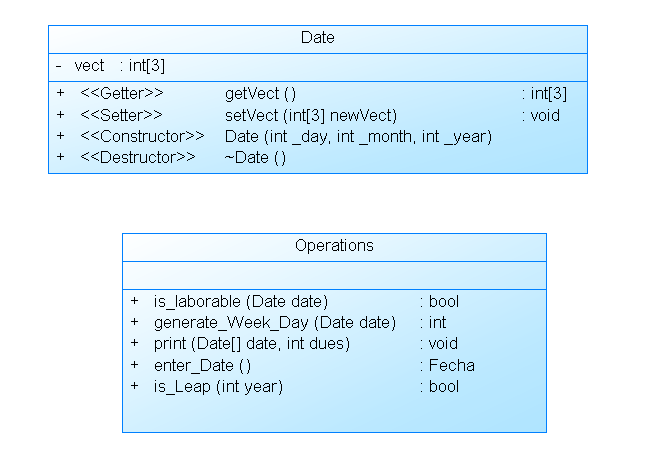 Date
- vect : int[3]
+ <<Getter>> getVect () : int[3]
+ <<Setter>> setVect (int[3] newVect) : void
+ <<Constructor>> Date (int _day, int _month, int _year)
+ <<Destructor>> ~Date ()
Operations
+ is_laborable (Date date) : bool
+ generate_Week_Day (Date date) : int
+ print (Date[] date, int dues) : void
+ enter_Date () : Fecha
+ is_Leap (int year) : bool